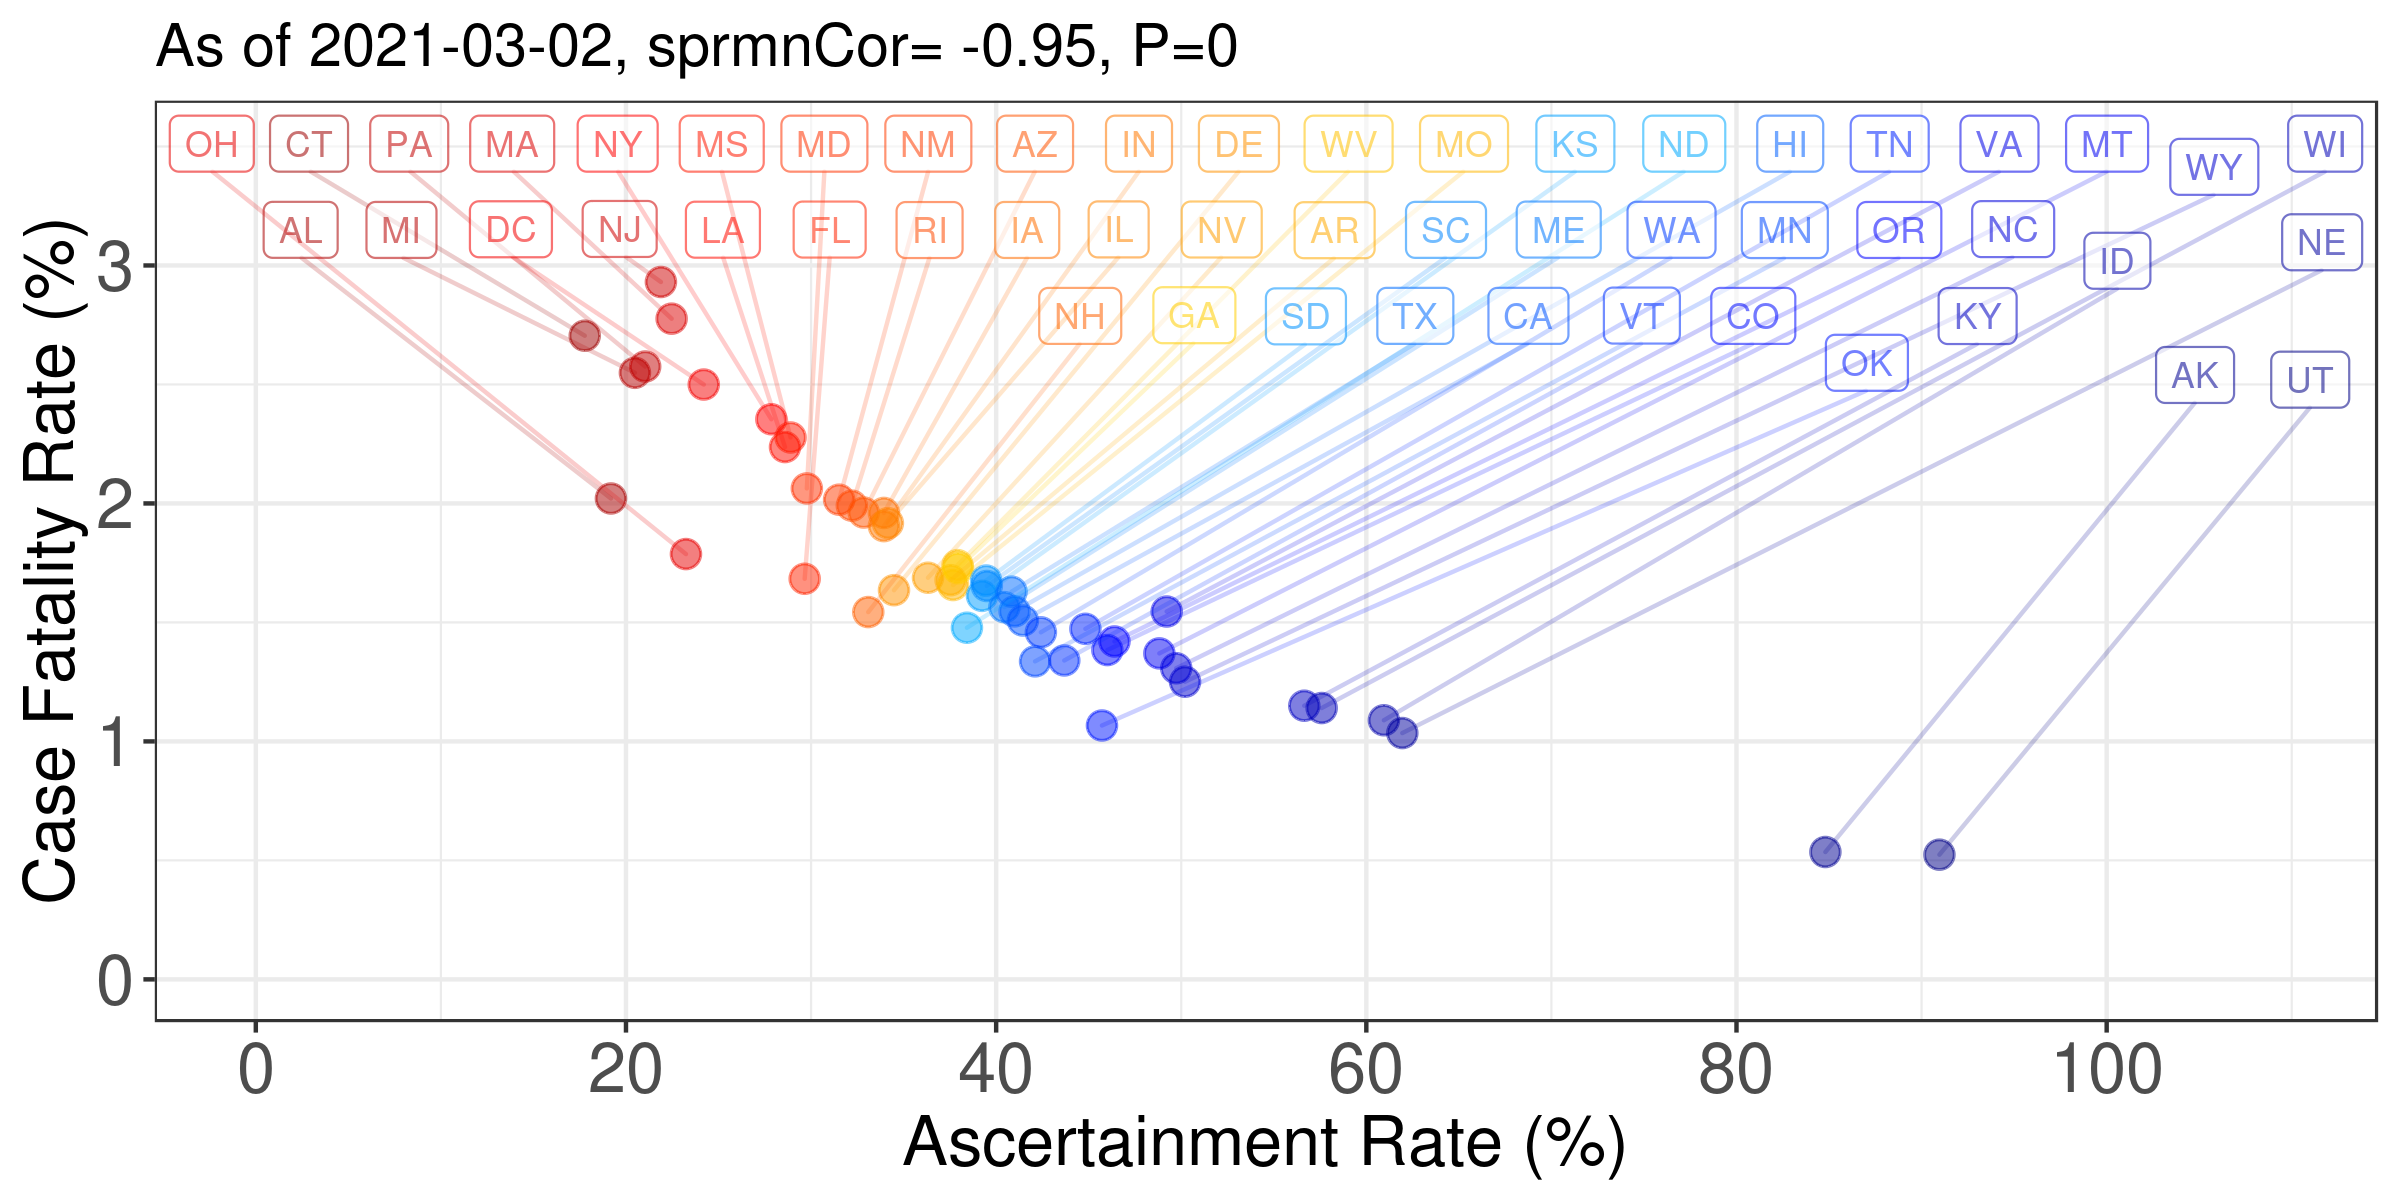 As of 2021-03-02, sprmnCor= -0.95, P=0
OH CT PA MA NY MS MD NM AZ IN DE WV MO KS ND HI TN VA MT WY WI
AL MI DC NJ LA FL RI IA IL NV AR SC ME WA MN OR NC ID NE
NH GA SD TX CA VT CO OK KY AK UT
Case Fatality Rate (%)
3
2
1
0
0 20 40 60 80 100
Ascertainment Rate (%)